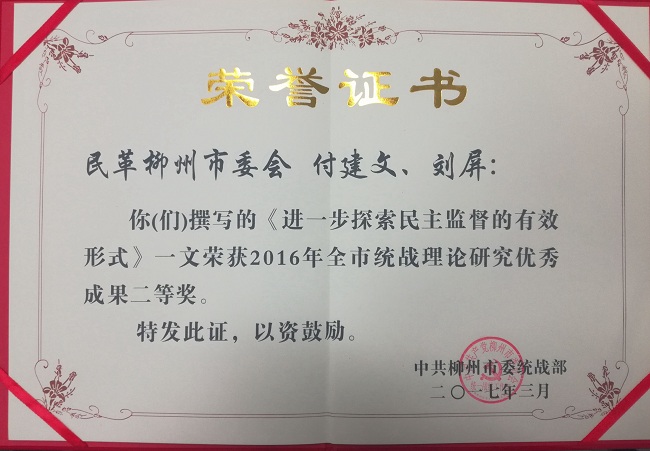 荣誉证书
民革柳州市委会 付建文、刘屏：
你(们)撰写的《进一步探索民主监督的有效
形式》一文荣获2016年全市统战理论研究优秀
成果二等奖。
特发此证，以资鼓励。
中共柳州市委统战部
二〇一七年三月